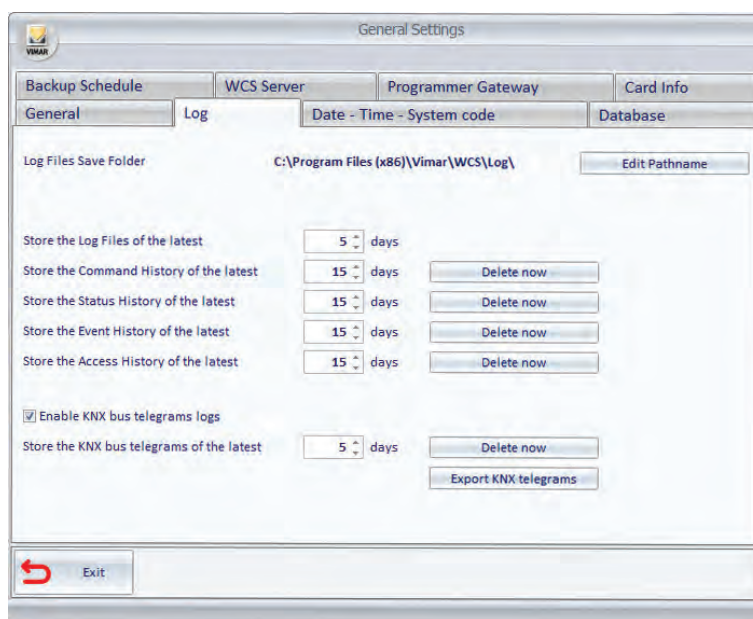 General Settings
VIMAR
Backup Schedule WCS Server Programmer Gateway Card Info
General Log Date - Time - System code Database
Log Files Save Folder C:\Program Files (x86)\Vimar\WCS\Log\ Edit Pathname
Store the Log Files of the latest 5 days
Store the Command History of the latest 15 days Delete now
Store the Status History of the latest 15 days Delete now
Store the Event History of the latest 15 days Delete now
Store the Access History of the latest 15 days Delete now
Enable KNX bus telegrams logs
Store the KNX bus telegrams of the latest 5 days Delete now
Export KNX telegrams
Exit